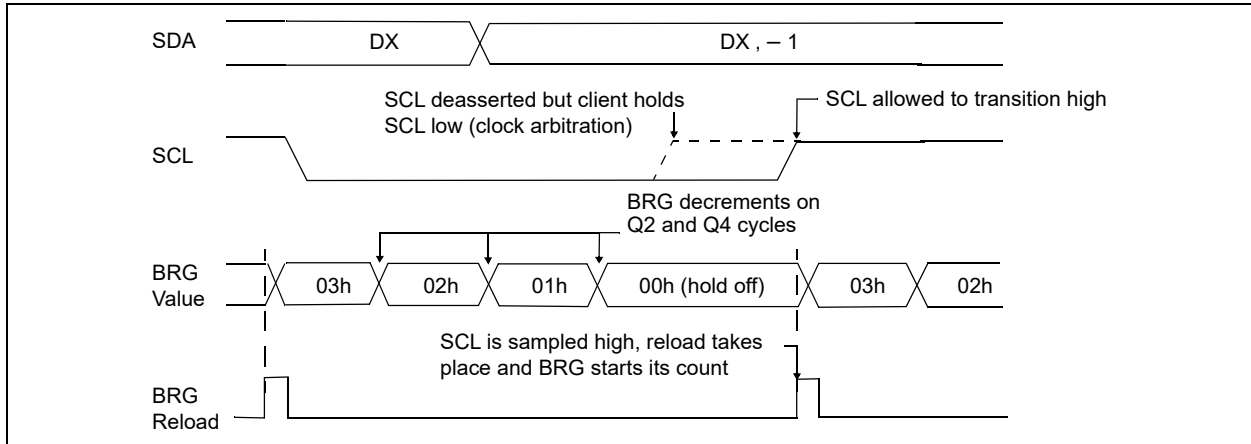 SDA
DX
DX , – 1
SCL deasserted but client holds
SCL low (clock arbitration)
SCL allowed to transition high
SCL
BRG decrements on
Q2 and Q4 cycles
BRG
Value
03h
02h
01h
00h (hold off)
03h
02h
SCL is sampled high, reload takes
place and BRG starts its count
BRG
Reload